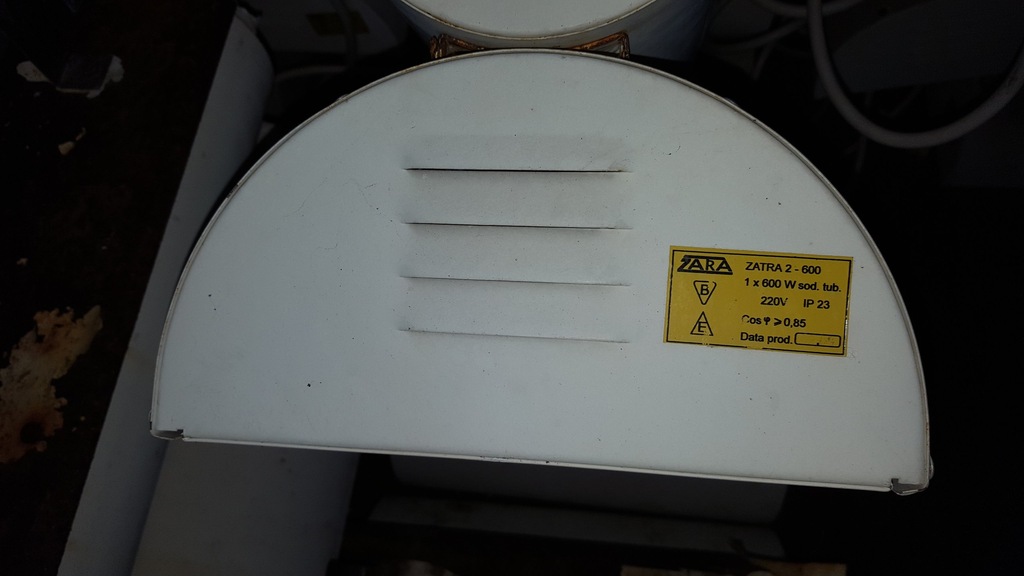 ZARA
ZATRA 2 - 600
1 x 600 W sod. tub.
220V IP 23
B
E
Cos φ ⩾ 0,85
Data prod.